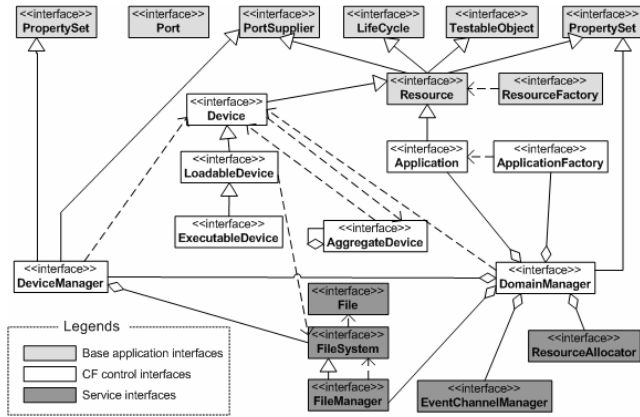 <<interface>>
PropertySet
<<interface>>
Port
<<interface>>
PortSupplier
<<interface>>
LifeCycle
<<interface>>
TestableObject
<<interface>>
PropertySet
<<interface>>
Resource
<<interface>>
ResourceFactory
<<interface>>
Device
<<interface>>
LoadableDevice
<<interface>>
Application
<<interface>>
ApplicationFactory
<<interface>>
ExecutableDevice
<<interface>>
AggregateDevice
<<interface>>
DeviceManager
<<interface>>
DomainManager
<<interface>>
File
<<interface>>
FileSystem
<<interface>>
ResourceAllocator
<<interface>>
FileManager
<<interface>>
EventChannelManager
Legends
Base application interfaces
CF control interfaces
Service interfaces